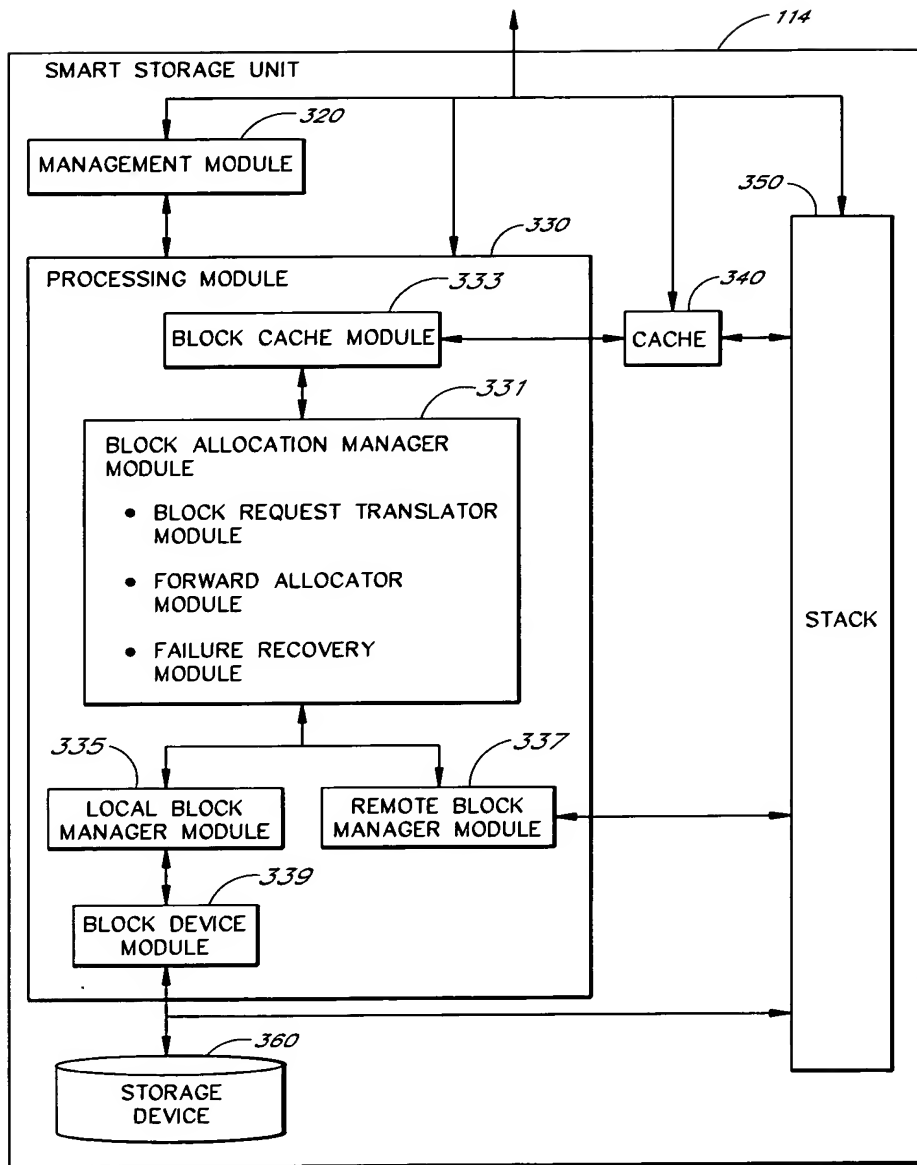 114
SMART STORAGE UNIT
320
MANAGEMENT MODULE
350
330
PROCESSING MODULE
333
340
BLOCK CACHE MODULE
CACHE
331
BLOCK ALLOCATION MANAGER
MODULE
• BLOCK REQUEST TRANSLATOR
MODULE
• FORWARD ALLOCATOR
MODULE
• FAILURE RECOVERY
MODULE
STACK
335
337
LOCAL BLOCK
MANAGER MODULE
REMOTE BLOCK
MANAGER MODULE
339
BLOCK DEVICE
MODULE
360
STORAGE
DEVICE